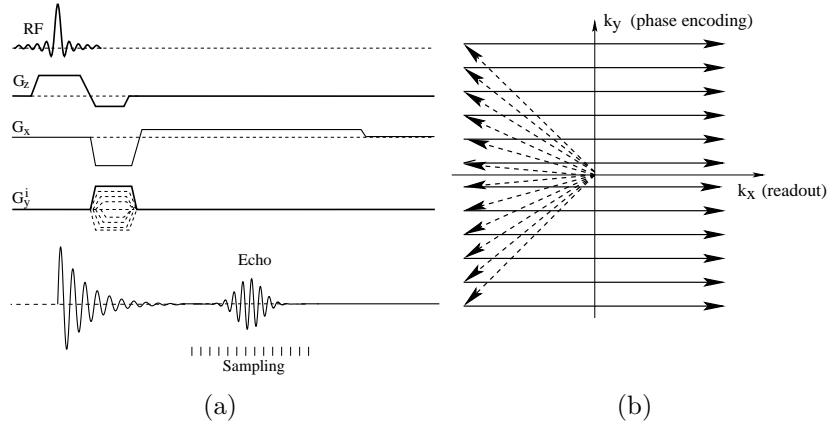 RF
G_z
G_x
G_y^i
Echo
Sampling
(a)
k_y (phase encoding)
k_x (readout)
(b)